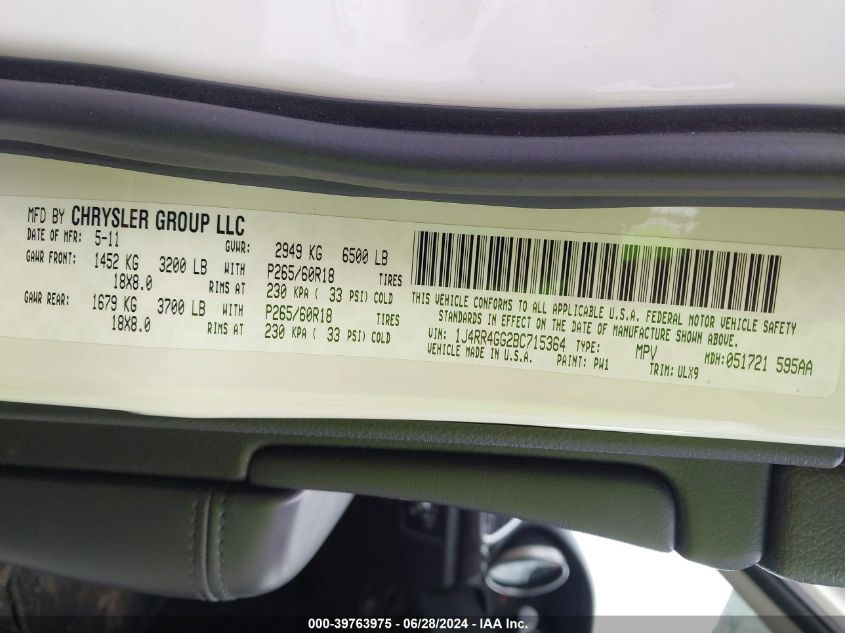 MFD BY CHRYSLER GROUP LLC
DATE OF MFR: 5-11 GVWR: 2949 KG 6500 LB
GAWR FRONT: 1452 KG 3200 LB WITH P265/60R18 TIRES
18X8.0 RIMS AT 230 KPA ( 33 PSI) COLD
GAWR REAR: 1679 KG 3700 LB WITH P265/60R18 TIRES
18X8.0 RIMS AT 230 KPA ( 33 PSI) COLD
THIS VEHICLE CONFORMS TO ALL APPLICABLE U.S.A. FEDERAL MOTOR VEHICLE SAFETY
STANDARDS IN EFFECT ON THE DATE OF MANUFACTURE SHOWN ABOVE.
VIN: 1J4RR4GG2BC715364 TYPE: MPV MDH:051721 595AA
VEHICLE MADE IN U.S.A. PAINT: PW1 TRIM: ULX9
000-39763975 - 06/28/2024 - IAA Inc.